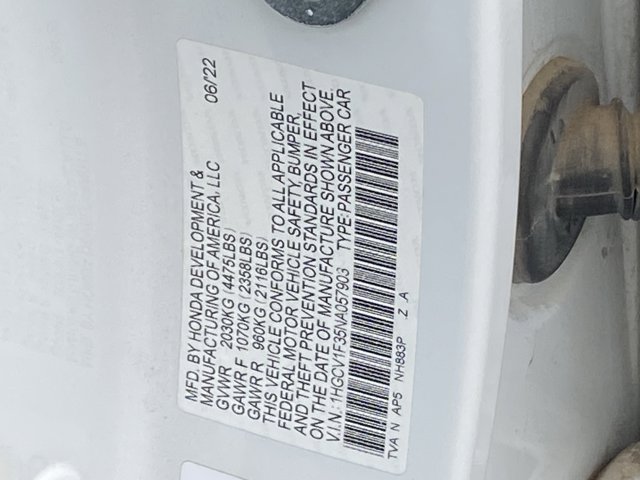 MFD. BY HONDA DEVELOPMENT &
MANUFACTURING OF AMERICA, LLC 06/22
GVWR 2030KG (4475LBS)
GAWR F 1070KG (2358LBS)
GAWR R 960KG (2116LBS)
THIS VEHICLE CONFORMS TO ALL APPLICABLE
FEDERAL MOTOR VEHICLE SAFETY, BUMPER,
AND THEFT PREVENTION STANDARDS IN EFFECT
ON THE DATE OF MANUFACTURE SHOWN ABOVE.
V.I.N.: 1HGCV1F35NA057903 TYPE: PASSENGER CAR
TVA N AP5 NH883P Z A